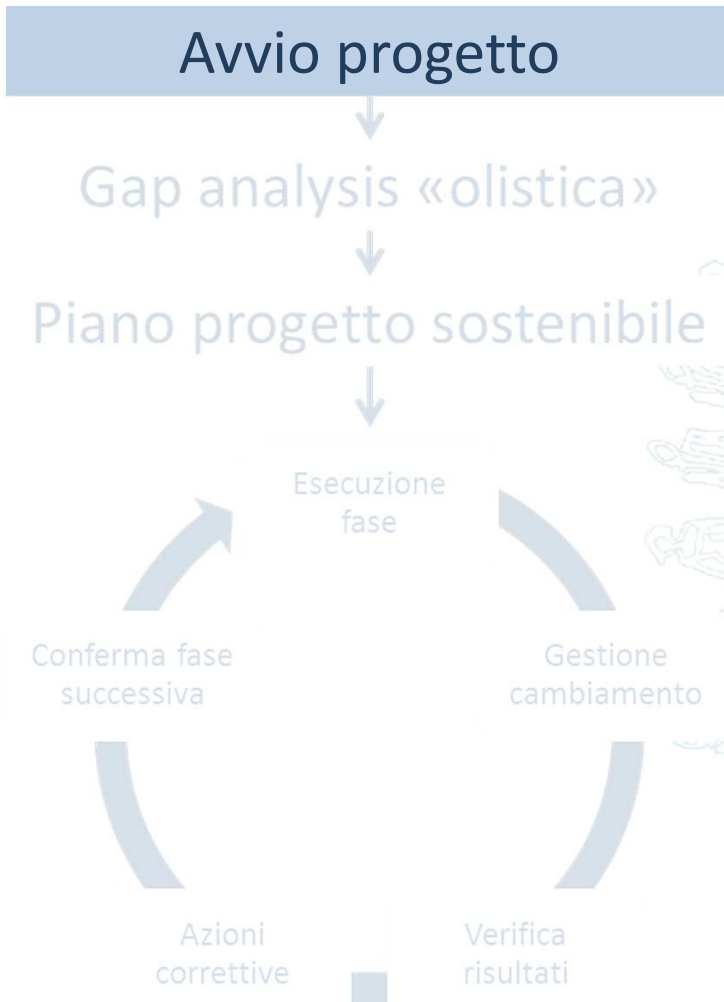 Avvio progetto
Gap analysis «olistica»
Piano progetto sostenibile
Esecuzione
fase
Gestione
cambiamento
Verifica
risultati
Azioni
correttive
Conferma fase
successiva